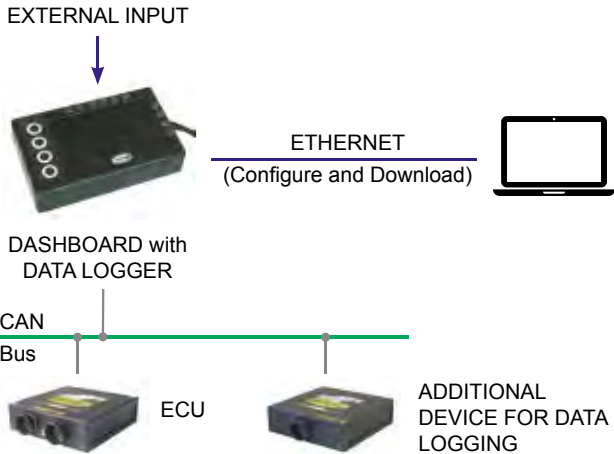 EXTERNAL INPUT
ETHERNET
(Configure and Download)
DASHBOARD with
DATA LOGGER
CAN
Bus
ECU
ADDITIONAL
DEVICE FOR DATA
LOGGING